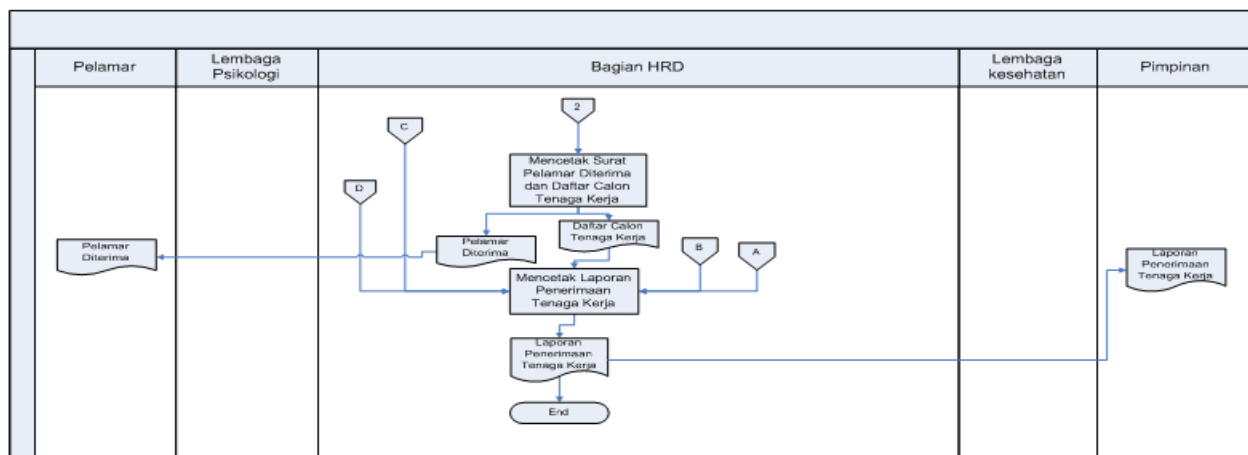 Pelamar
Lembaga
Psikologi
Bagian HRD
Lembaga
kesehatan
Pimpinan
2
C
Mencetak Surat
Pelamar Diterima
dan Daftar Calon
Tenaga Kerja
D
Daftar Calon
Tenaga Kerja
Pelamar
Diterima
Pelamar
Diterima
B
A
Laporan
Penerimaan
Tenaga Kerja
Mencetak Laporan
Penerimaan
Tenaga Kerja
Laporan
Penerimaan
Tenaga Kerja
End